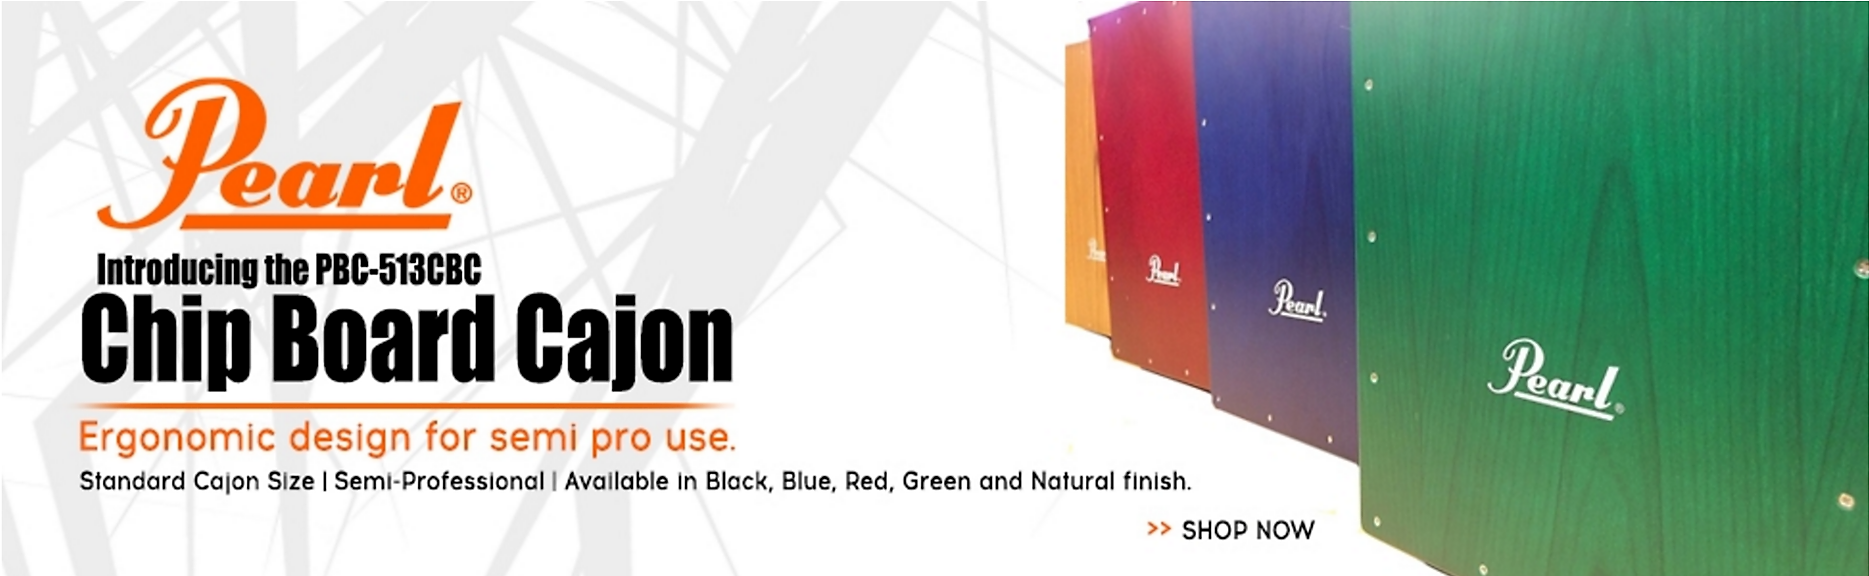 Pearl®
Introducing the PBC-513CBC
Chip Board Cajon
Ergonomic design for semi pro use.
Standard Cajon Size | Semi-Professional | Available in Black, Blue, Red, Green and Natural finish.
>> SHOP NOW
Pearl
Pearl
Pearl